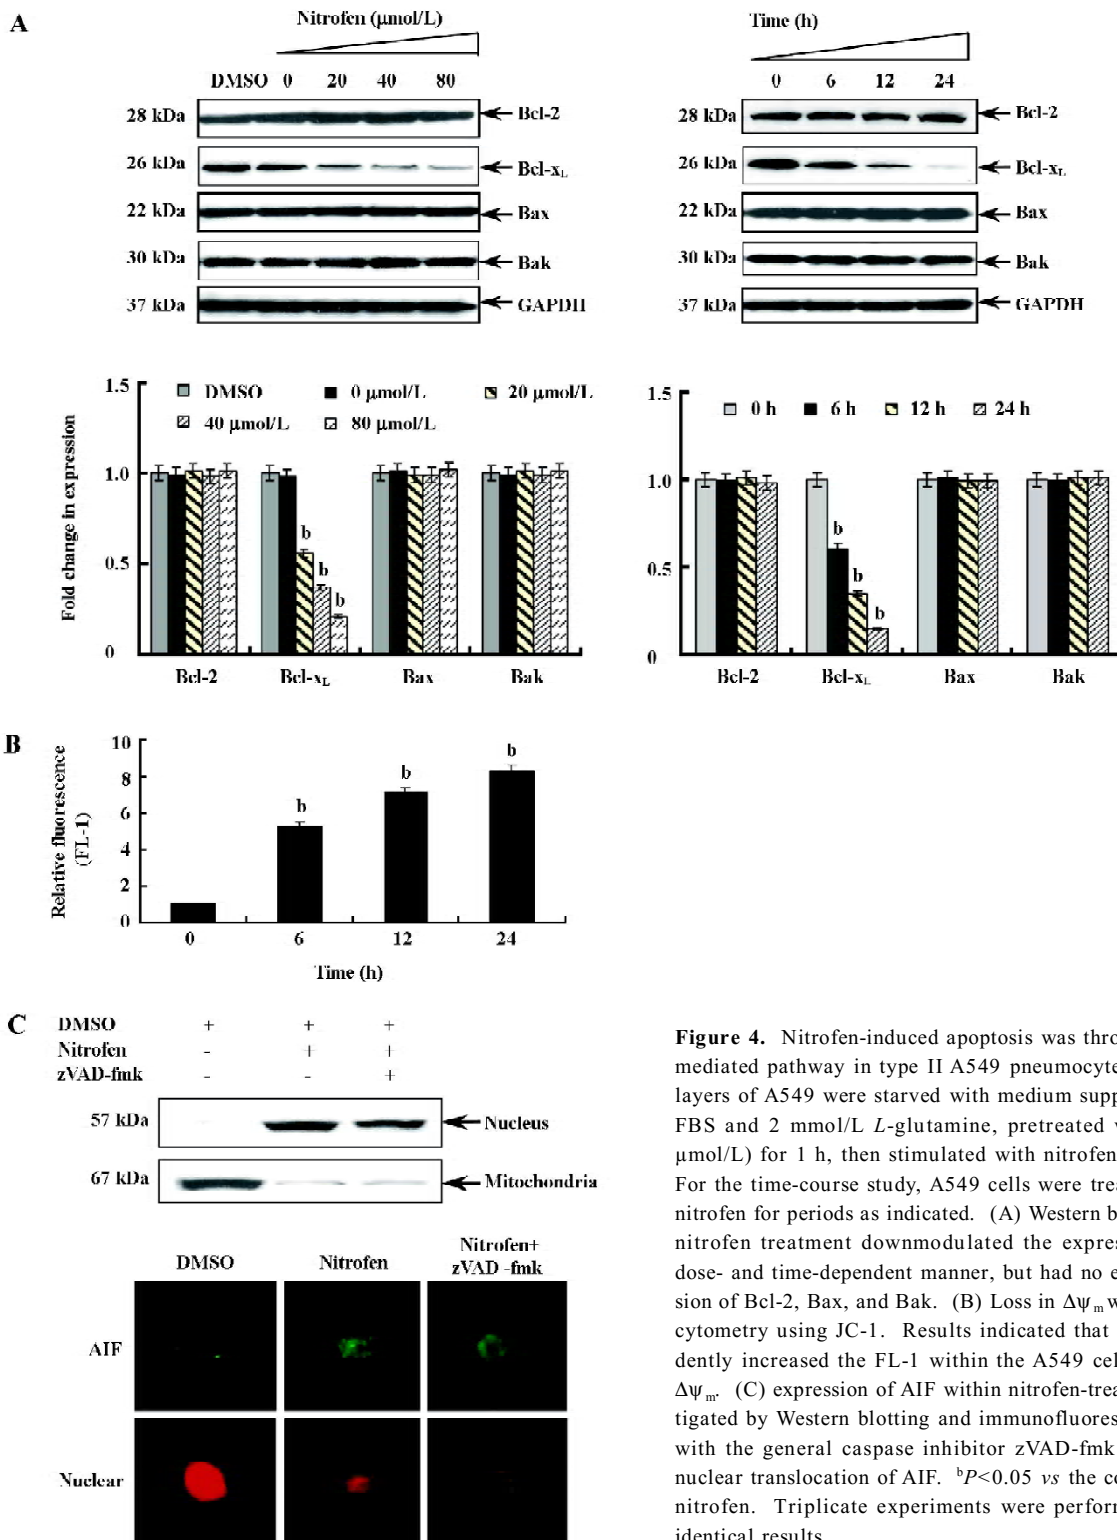 A
Nitrofen (μmol/L)
DMSO 0 20 40 80
28 kDa Bcl-2
26 kDa Bcl-xL
22 kDa Bax
30 kDa Bak
37 kDa GAPDH
Time (h)
0 6 12 24
28 kDa Bcl-2
26 kDa Bcl-xL
22 kDa Bax
30 kDa Bak
37 kDa GAPDH
Fold change in expression
1.5
1.0
0.5
0
DMSO 0 μmol/L 20 μmol/L
40 μmol/L 80 μmol/L
b
b
b
Bcl-2 Bcl-xL Bax Bak
1.5
1.0
0.5
0
0 h 6 h 12 h 24 h
b
b
b
Bcl-2 Bcl-xL Bax Bak
B
Relative fluorescence
(FL-1)
10
8
6
4
2
0
b
b
b
0 6 12 24
Time (h)
C
DMSO + + +
Nitrofen - + +
zVAD-fmk - - +
57 kDa Nucleus
67 kDa Mitochondria
DMSO Nitrofen Nitrofen+
zVAD -fmk
AIF
Nuclear
Figure 4. Nitrofen-induced apoptosis was thro
mediated pathway in type II A549 pneumocyte
layers of A549 were starved with medium supp
FBS and 2 mmol/L L-glutamine, pretreated
μmol/L) for 1 h, then stimulated with nitrofen
For the time-course study, A549 cells were trea
nitrofen for periods as indicated. (A) Western b
nitrofen treatment downmodulated the expres
dose- and time-dependent manner, but had no e
sion of Bcl-2, Bax, and Bak. (B) Loss in Δψm w
cytometry using JC-1. Results indicated that
dently increased the FL-1 within the A549 cel
Δψm. (C) expression of AIF within nitrofen-trea
tigated by Western blotting and immunofluores
with the general caspase inhibitor zVAD-fmk
nuclear translocation of AIF. bP<0.05 vs the co
nitrofen. Triplicate experiments were perform
identical results